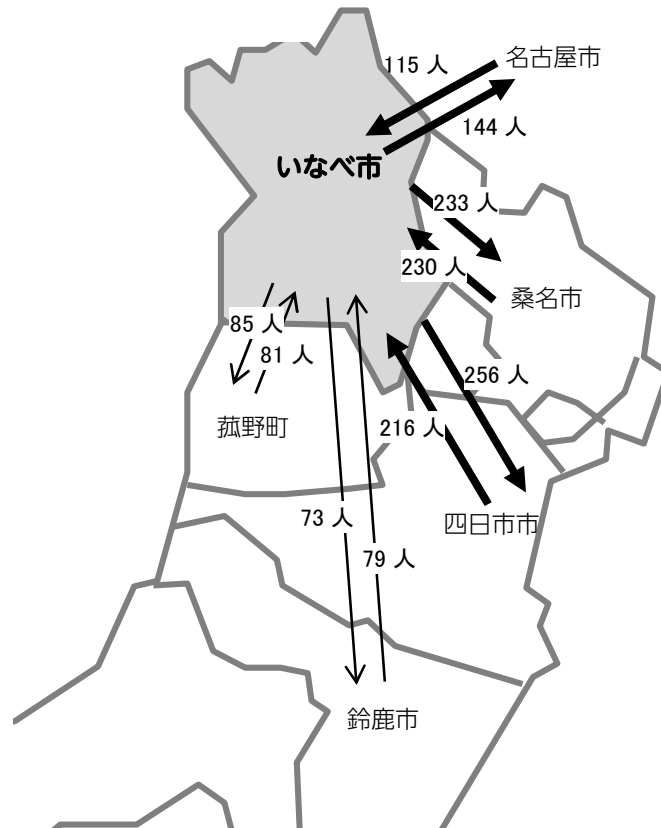 名古屋市
115 人
144 人
いなべ市
233 人
230 人
桑名市
85 人
81 人
256 人
216 人
菰野町
73 人
四日市市
79 人
鈴鹿市